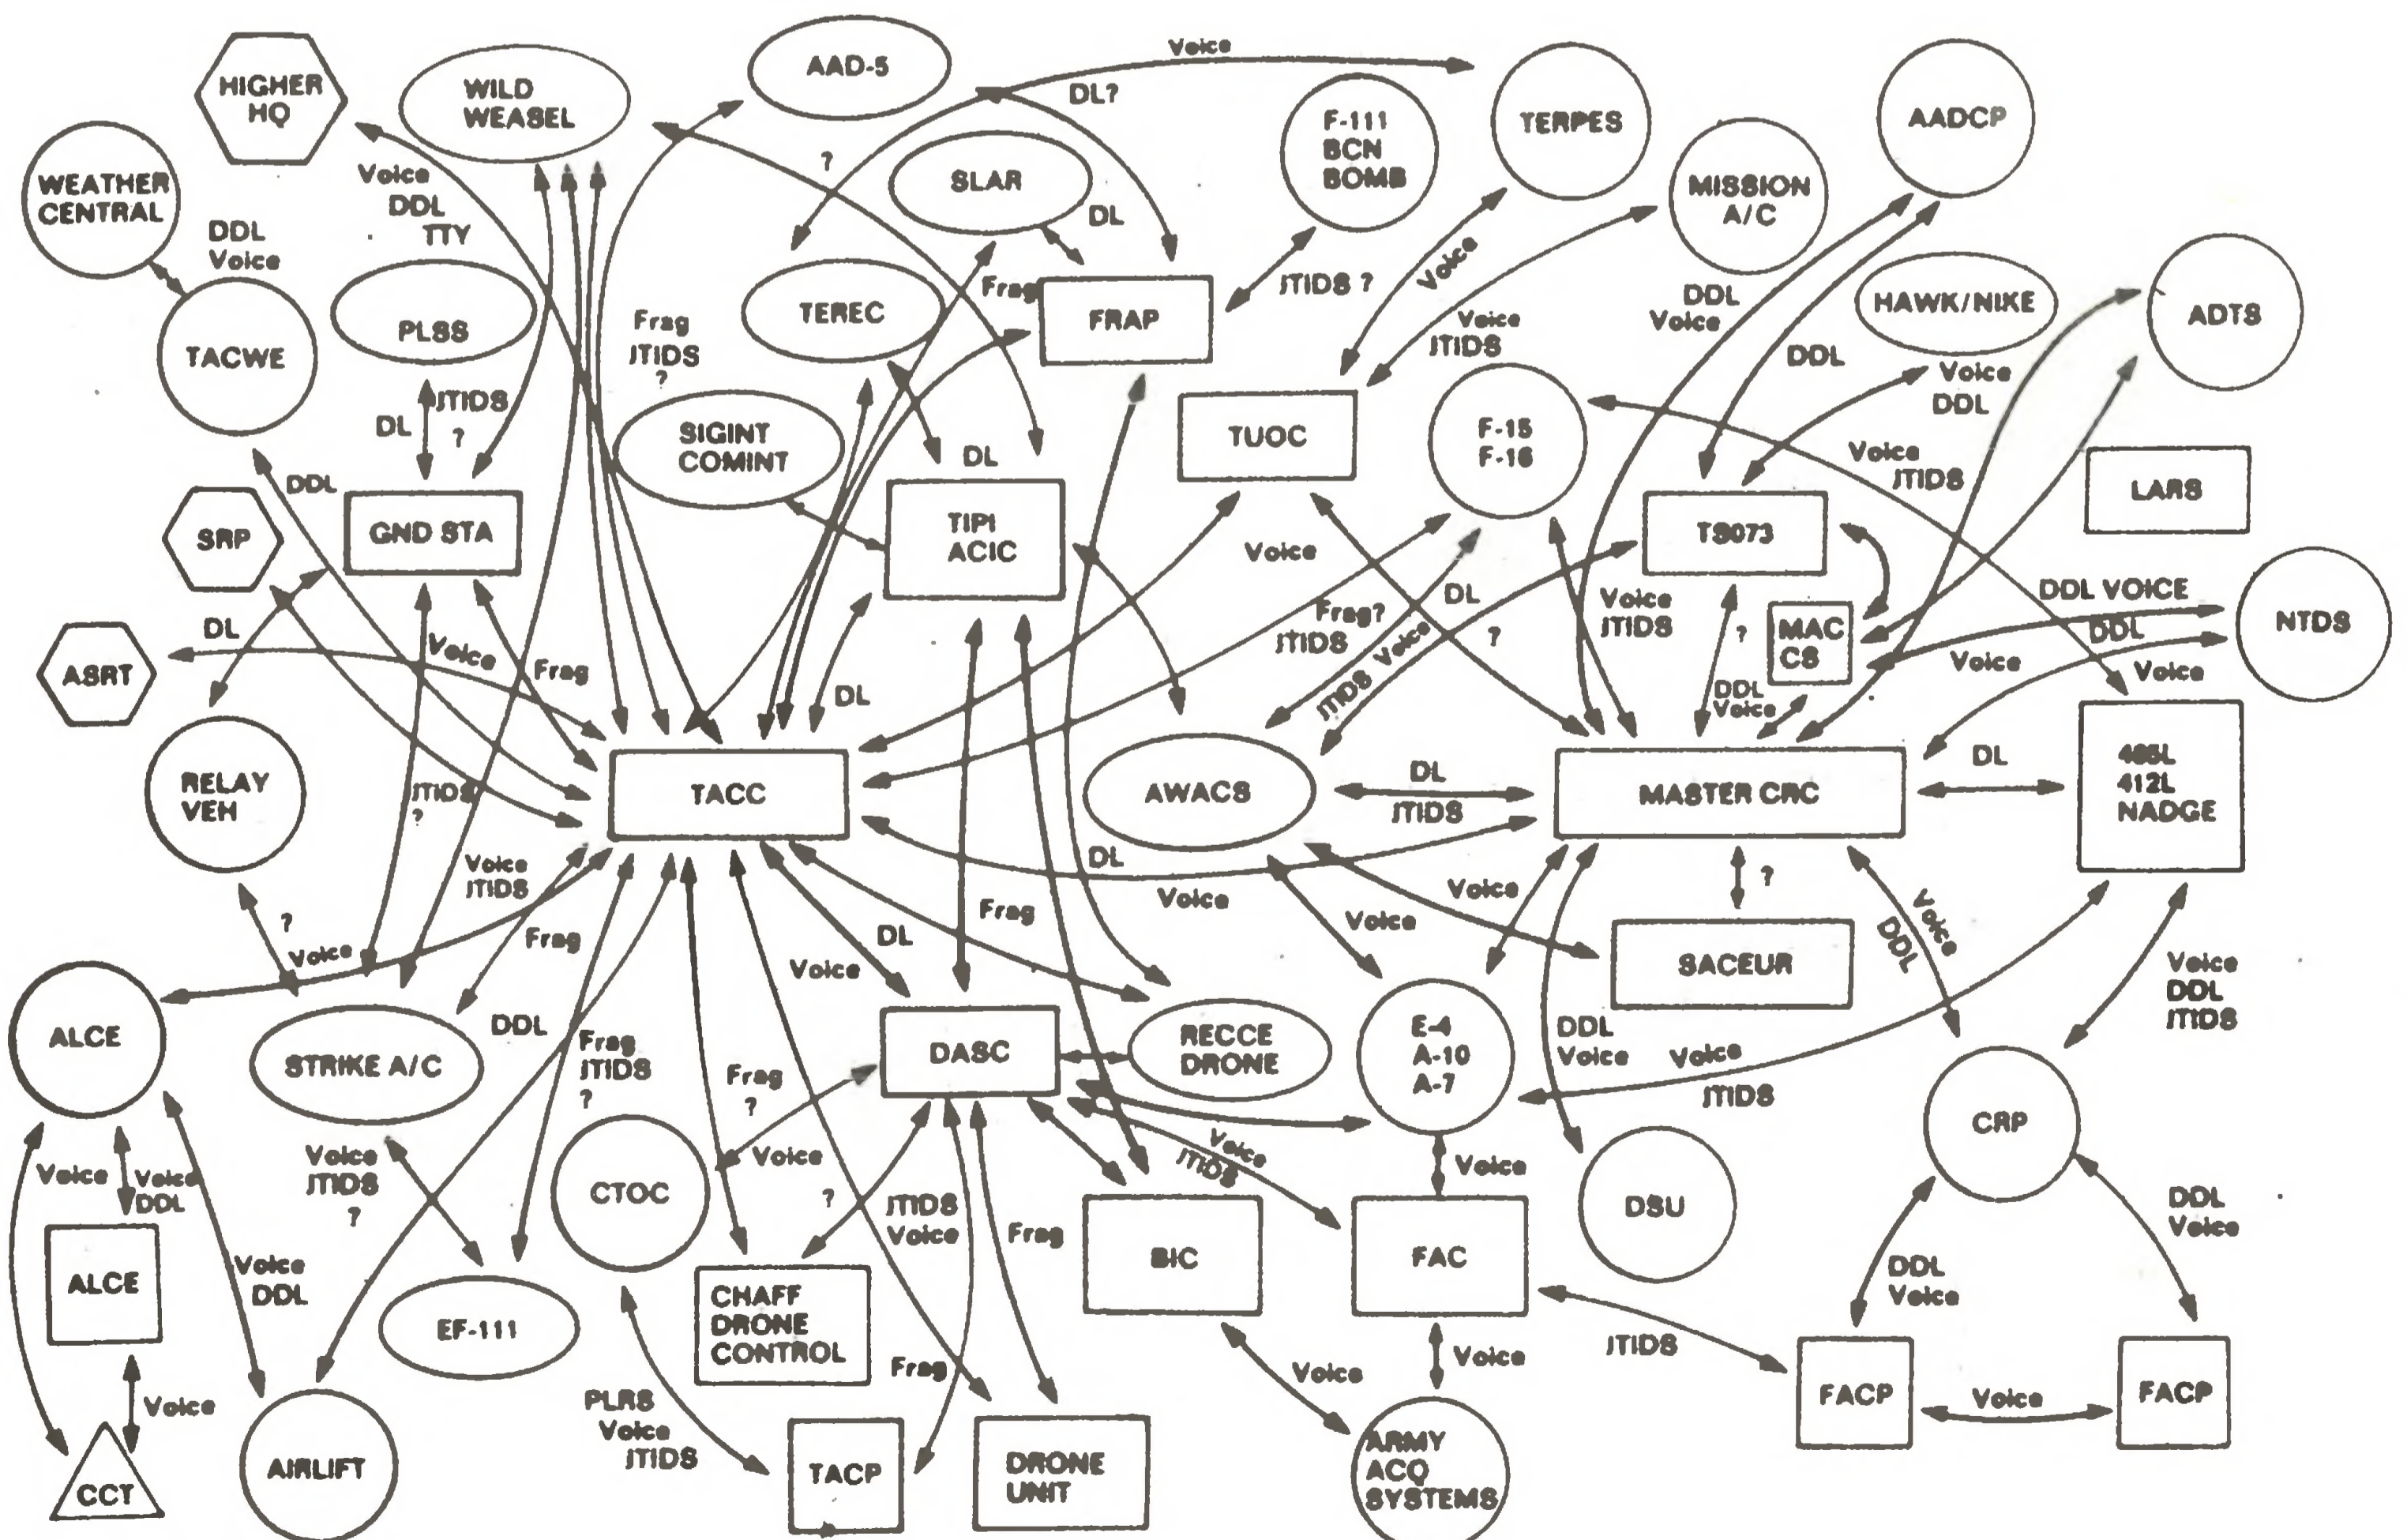 HIGHER
HQ
WILD
WEASEL
AAD-5
Voice
DL?
F-111
BCN
BOMB
TERPES
AADCP
WEATHER
CENTRAL
Voice
DDL
TTY
?
SLAR
DL
MISSION
A/C
DDL
Voice
TACWE
PLSS
Frag
JTIDS
?
TEREC
Frag
FRAP
JTIDS ?
Voice
Voice
JTIDS
DDL
Voice
DDL
HAWK/NIKE
Voice
DDL
ADTS
DL
JTIDS
?
SIGINT
COMINT
DL
TUOC
F-15
F-16
Voice
JTIDS
LARS
DDL
SRP
GND STA
TIPI
ACIC
Voice
TS073
DL
Voice
Frag
ASRT
DL
Frag?
JTIDS
JTIDS Voice
DL
?
Voice
JTIDS
?
MAC
CS
DDL
Voice
DDL VOICE
DDL
Voice
Voice
NTDS
RELAY
VEH
JTIDS
?
TACC
AWACS
DL
JTIDS
MASTER CRC
DL
485L
412L
NADGE
Voice
JTIDS
DL
Voice
Voice
Voice
?
Voice
DDL
?
Voice
Frag
DL
Voice
Frag
SACEUR
Voice
DDL
JTIDS
ALCE
STRIKE A/C
DDL
Frag
JTIDS
?
Frag
?
DASC
RECCE
DRONE
E-4
A-10
A-7
DDL
Voice
Voice
JTIDS
CRP
Voice
Voice
DDL
Voice
JTIDS
?
CTOC
Voice
?
JTIDS
Voice
Frag
Voice
JTIDS
Voice
DSU
DDL
Voice
ALCE
Voice
DDL
EF-111
CHAFF
DRONE
CONTROL
BIC
FAC
DDL
Voice
JTIDS
Voice
Voice
Voice
Frag
PLRS
Voice
JTIDS
FACP
Voice
FACP
CCT
AIRLIFT
TACP
DRONE
UNIT
ARMY
ACQ
SYSTEMS